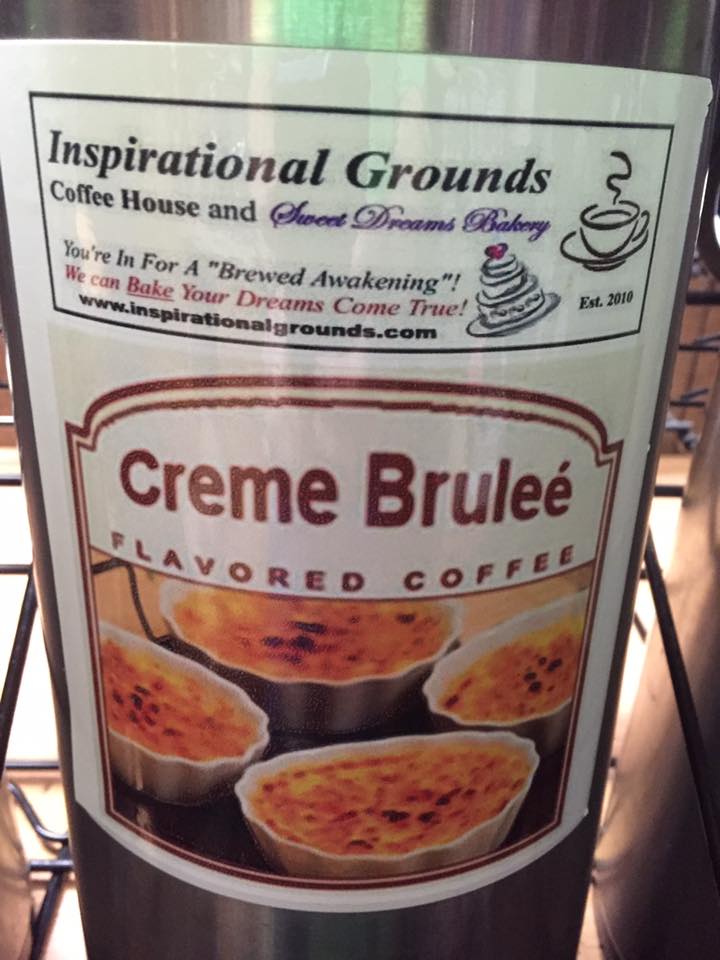 Inspirational Grounds
Coffee House and Sweet Dreams Bakery
You're In For A "Brewed Awakening"!
We can Bake Your Dreams Come True!
www.inspirationalgrounds.com
Est. 2010
Creme Bruleé
FLAVORED COFFEE